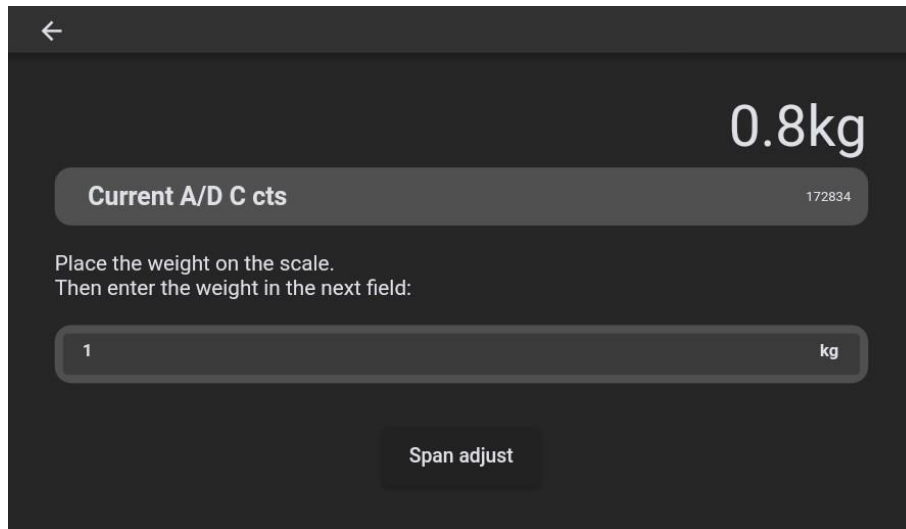 0.8kg
Current A/D C cts 172834
Place the weight on the scale.
Then enter the weight in the next field:
1 kg
Span adjust